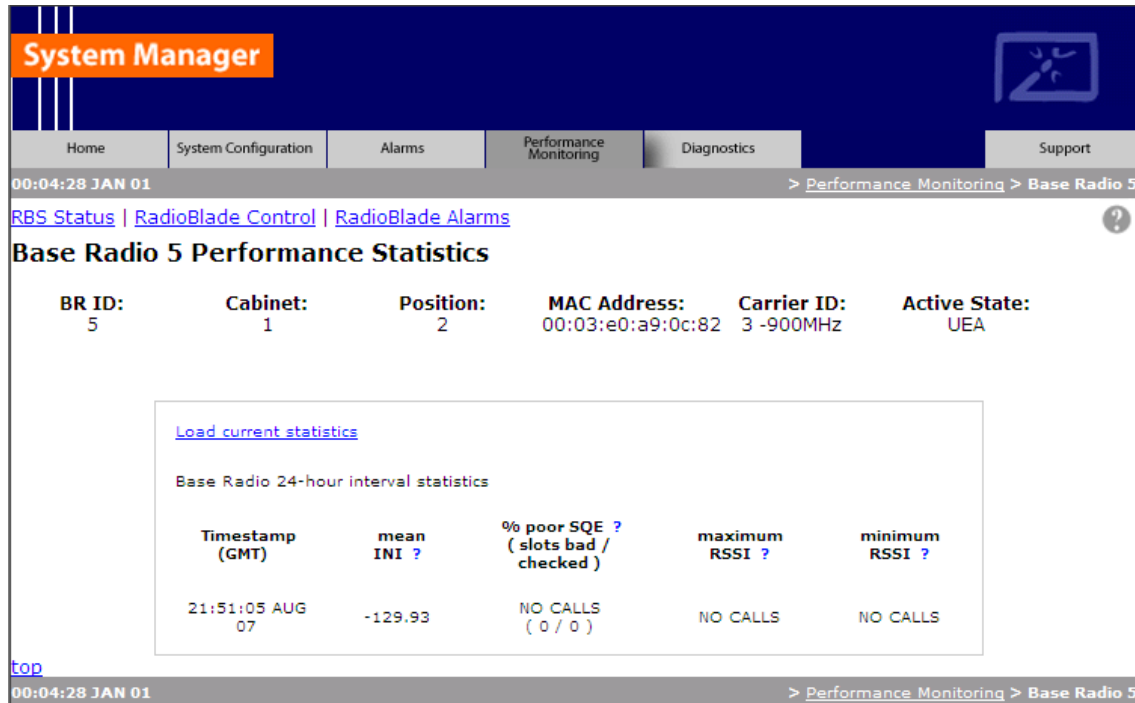 System Manager
Home System Configuration Alarms Performance Monitoring Diagnostics Support
00:04:28 JAN 01 > Performance Monitoring > Base Radio 5
RBS Status | RadioBlade Control | RadioBlade Alarms ?
Base Radio 5 Performance Statistics
BR ID: Cabinet: Position: MAC Address: Carrier ID: Active State:
5 1 2 00:03:e0:a9:0c:82 3 -900MHz UEA
Load current statistics
Base Radio 24-hour interval statistics
Timestamp (GMT) mean INI ? % poor SQE ? ( slots bad / checked ) maximum RSSI ? minimum RSSI ?
21:51:05 AUG 07 -129.93 NO CALLS ( 0 / 0 ) NO CALLS NO CALLS
top
00:04:28 JAN 01 > Performance Monitoring > Base Radio 5